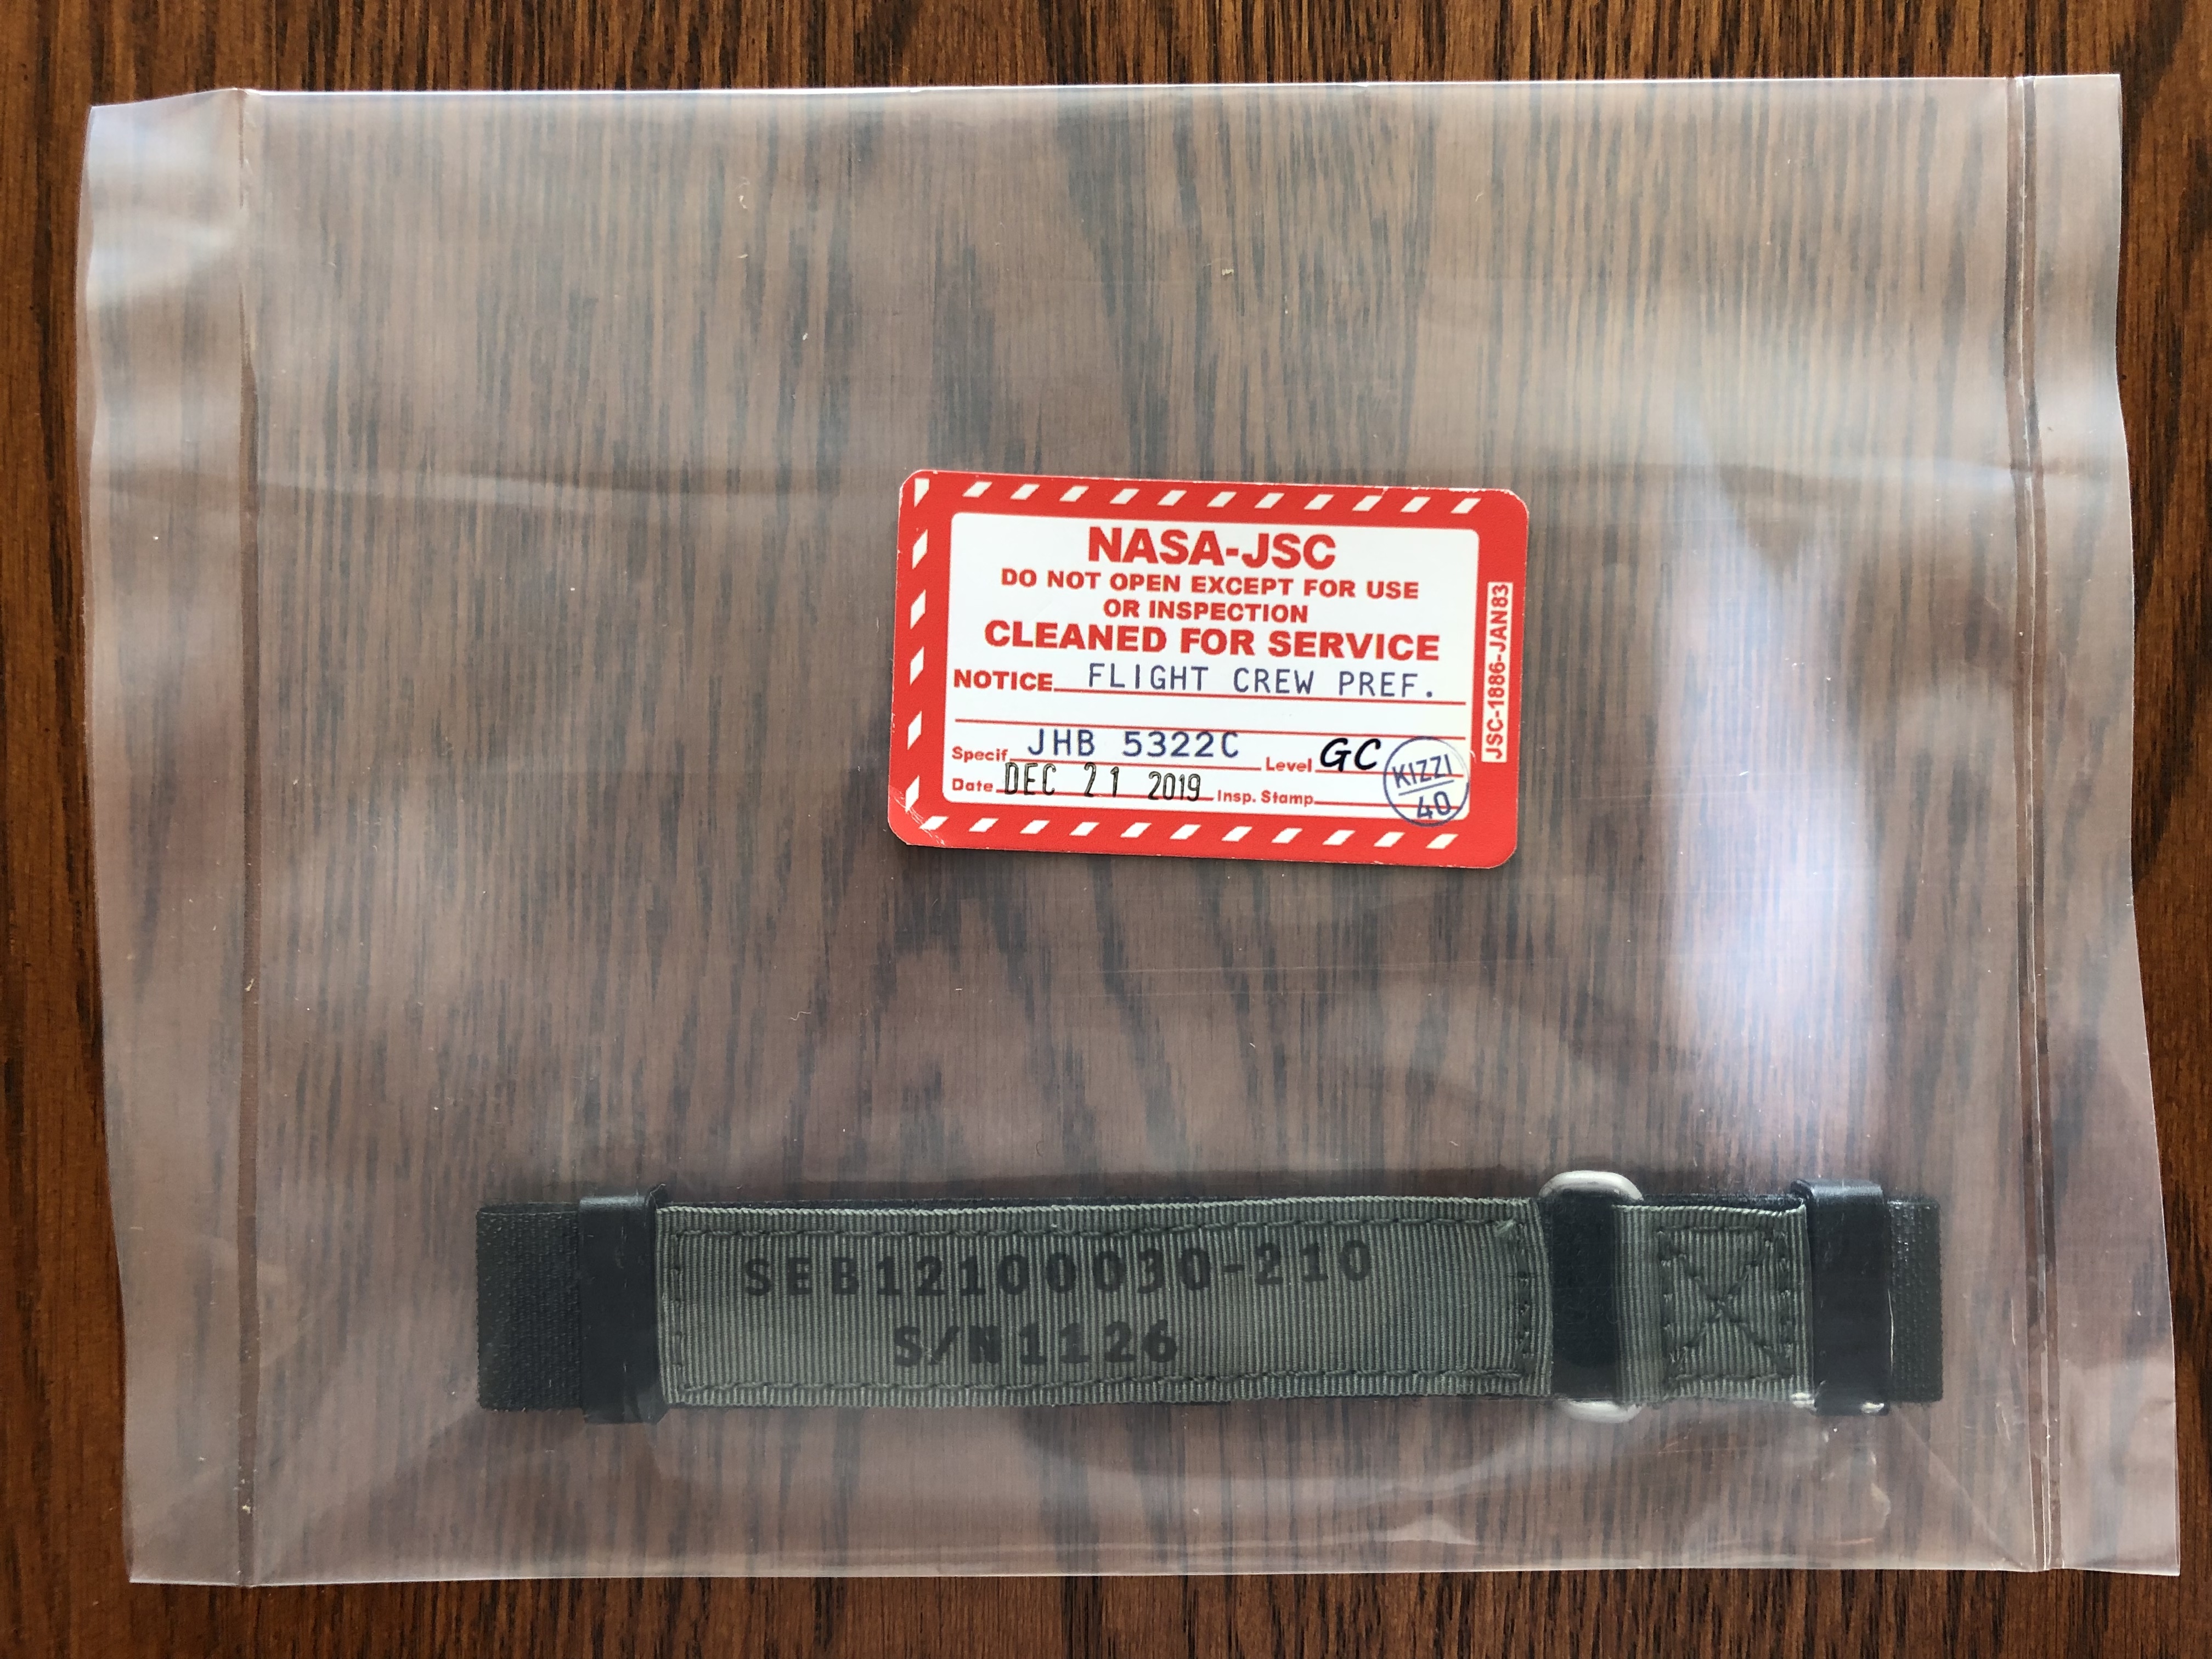 NASA-JSC
DO NOT OPEN EXCEPT FOR USE
OR INSPECTION
CLEANED FOR SERVICE
NOTICE FLIGHT CREW PREF.
Specif. JHB 5322C Level GC
Date DEC 21 2019 Insp. Stamp
KIZZI
40
JSC-1886-JAN83
SEB12100030-210
S/N1126